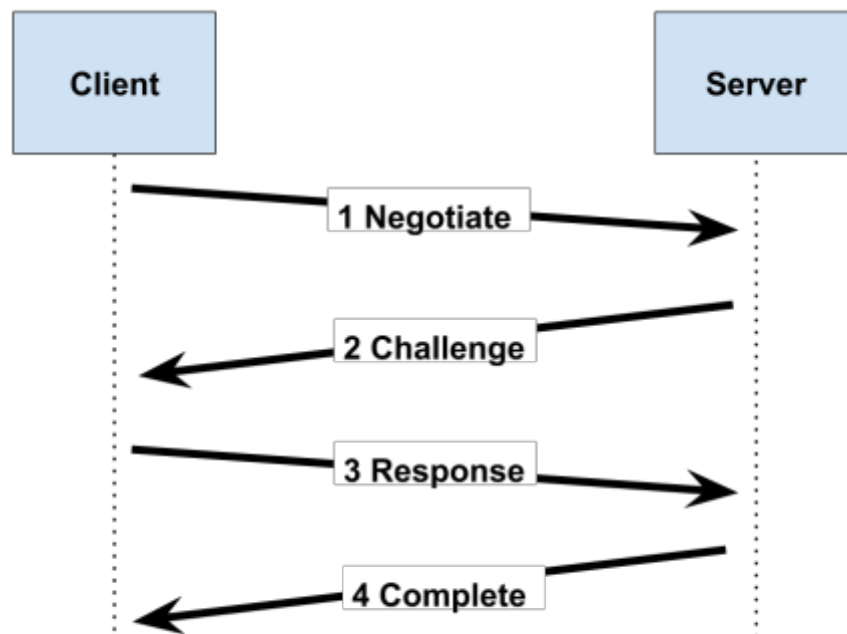 Client
Server
1 Negotiate
2 Challenge
3 Response
4 Complete